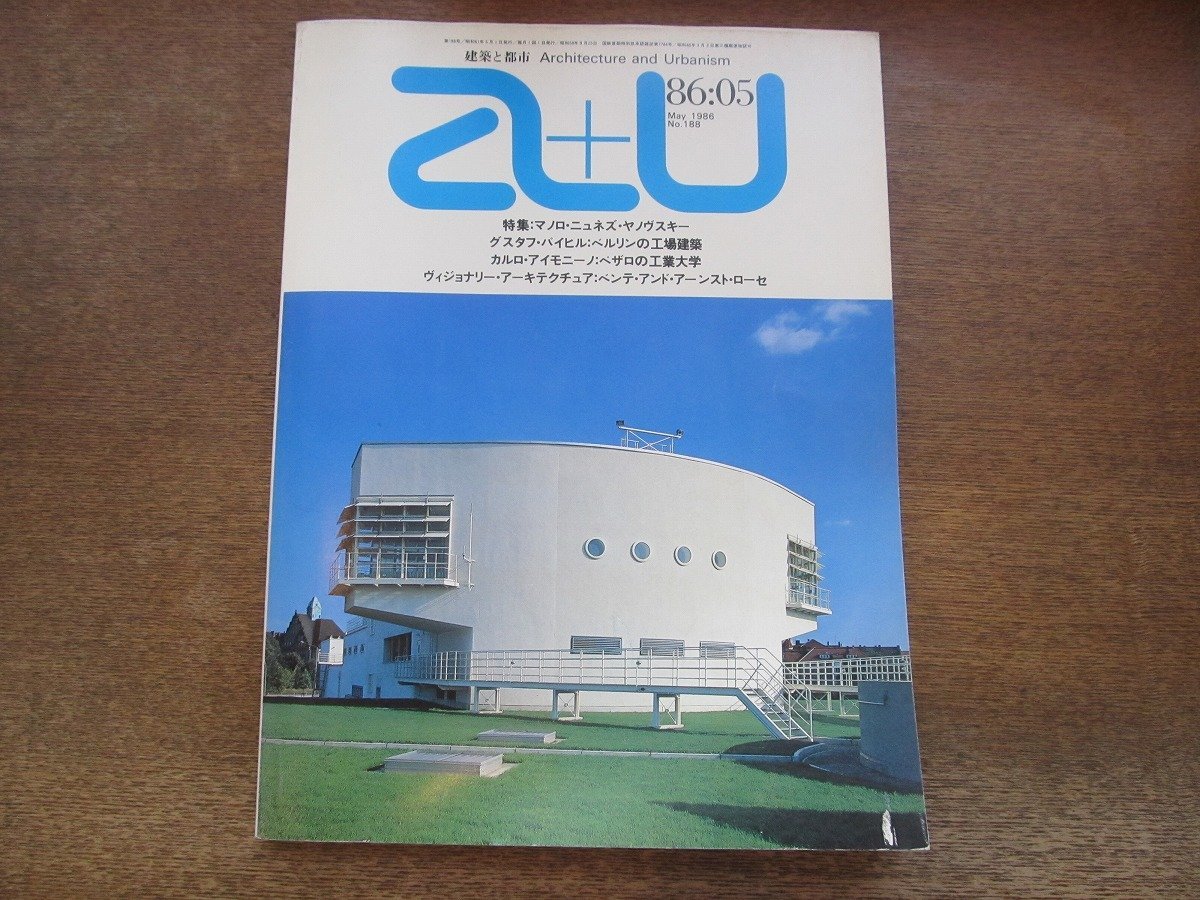 建築と都市 Architecture and Urbanism
a+u
86:05
May 1986
No.188
特集:マノロ・ニュネズ・ヤノヴスキー
グスタフ・パイヒル:ベルリンの工場建築
カルロ・アイモニーノ:ペザロの工業大学
ヴィジョナリー・アーキテクチュア:ベンテ・アンド・アーンスト・ローセ